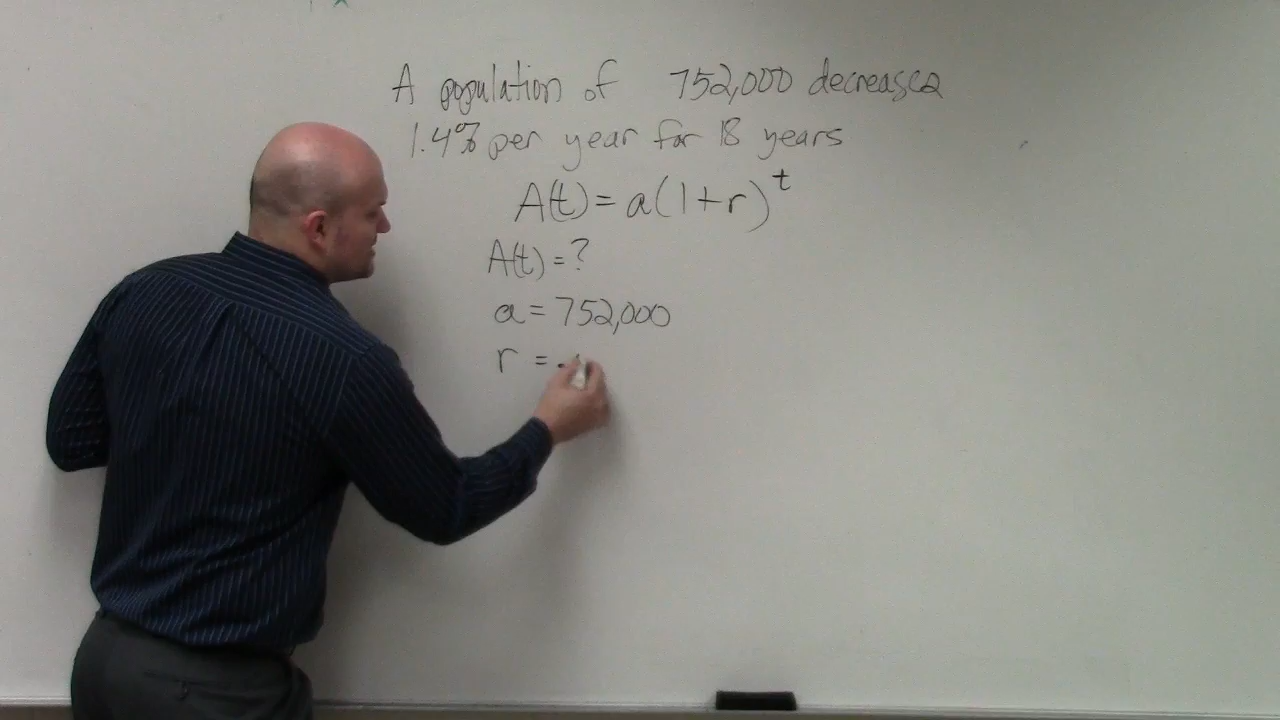 A population of 752,000 decreases
1.4% per year for 18 years
A(t) = a(1+r)^t
A(t) = ?
a = 752,000
r = -